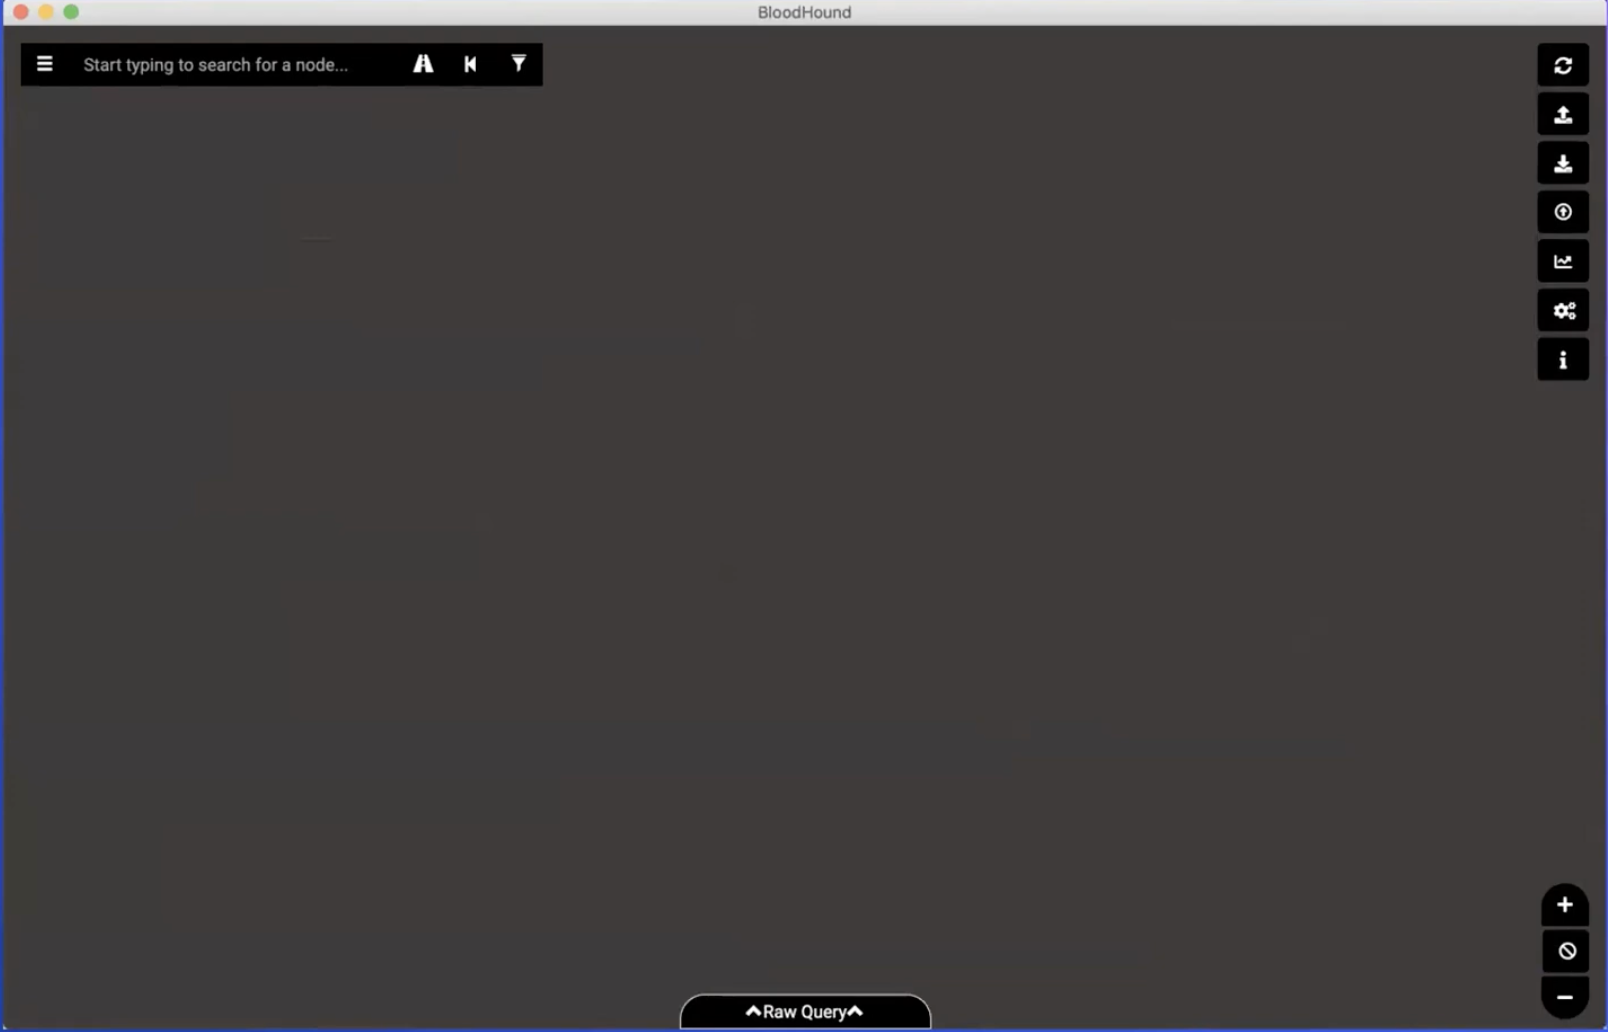 BloodHound
Start typing to search for a node...
Raw Query